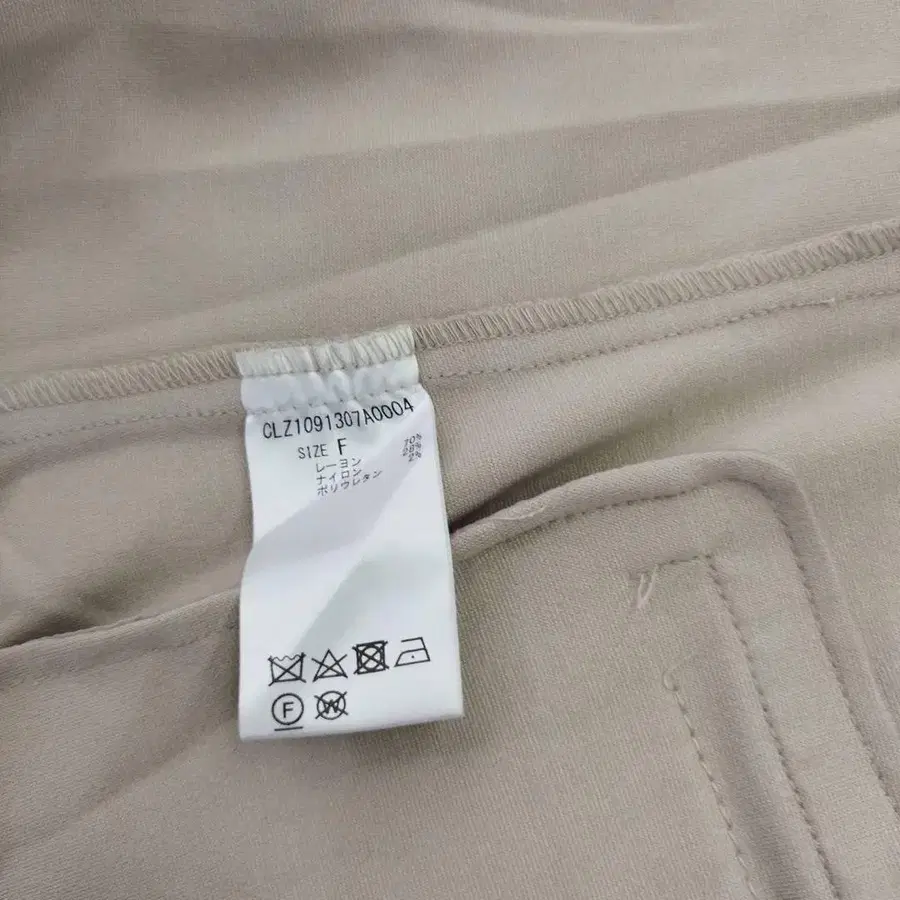 CLZ1091307A0004
SIZE F
レーヨン 70%
ナイロン 28%
ポリウレタン 2%
F
W